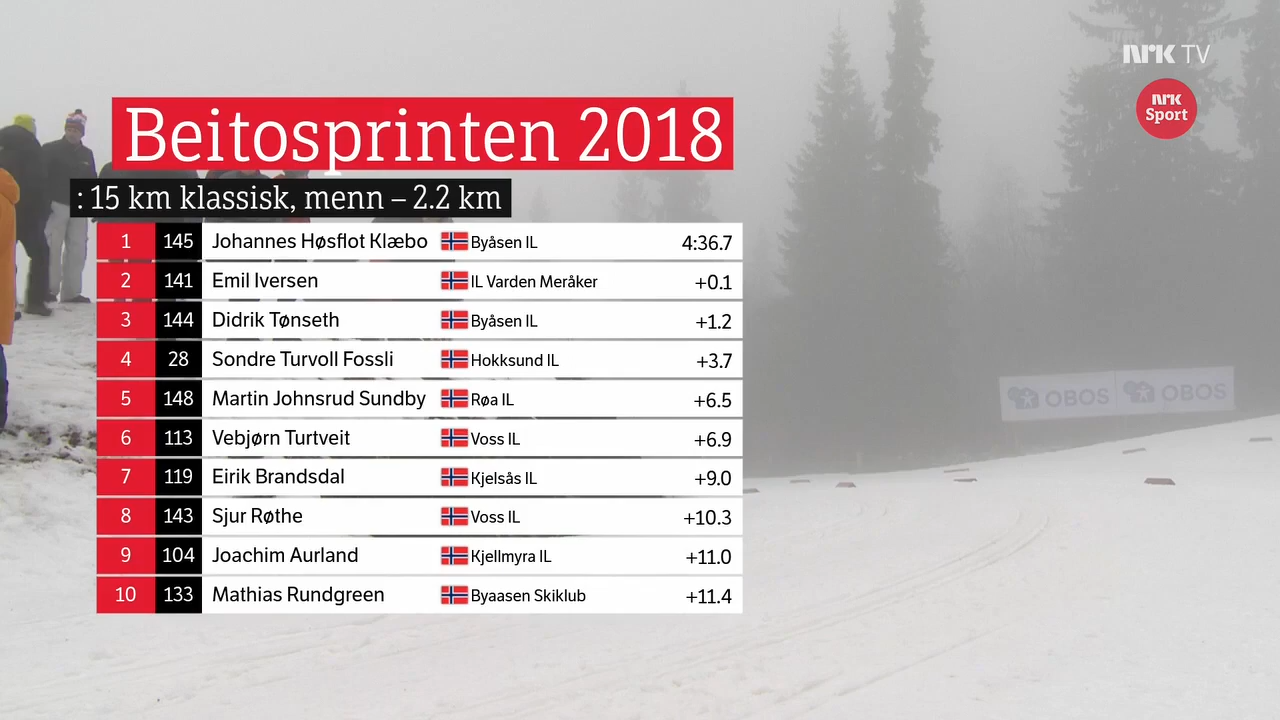 NRK TV
NRK
Sport
Beitosprinten 2018
: 15 km klassisk, menn – 2.2 km
1 145 Johannes Høsflot Klæbo Byåsen IL 4:36.7
2 141 Emil Iversen IL Varden Meråker +0.1
3 144 Didrik Tønseth Byåsen IL +1.2
4 28 Sondre Turvoll Fossli Hokksund IL +3.7
5 148 Martin Johnsrud Sundby Røa IL +6.5
6 113 Vebjørn Turtveit Voss IL +6.9
7 119 Eirik Brandsdal Kjelsås IL +9.0
8 143 Sjur Røthe Voss IL +10.3
9 104 Joachim Aurland Kjellmyra IL +11.0
10 133 Mathias Rundgreen Byaasen Skiklub +11.4
OBOS OBOS